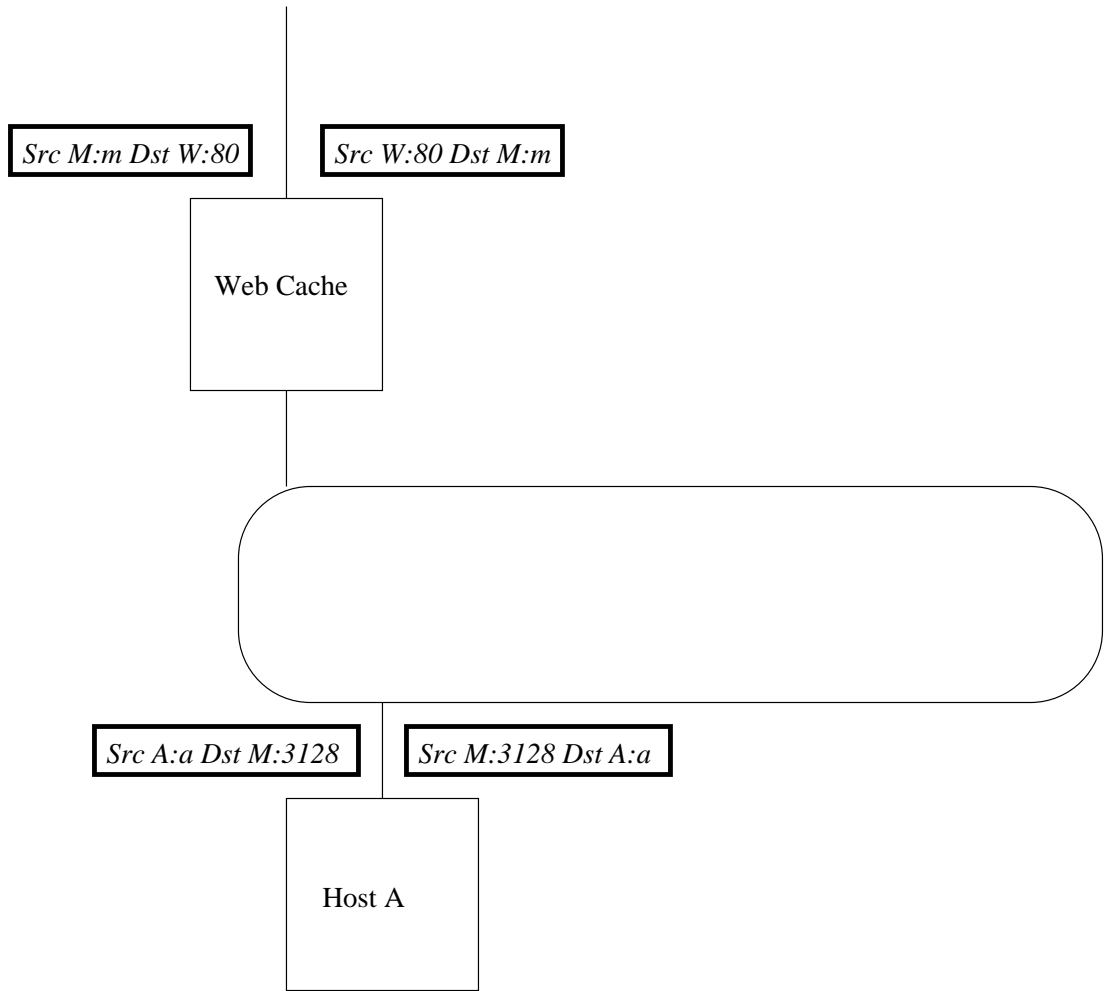 Src M:m Dst W:80
Src W:80 Dst M:m
Web Cache
Src A:a Dst M:3128
Src M:3128 Dst A:a
Host A